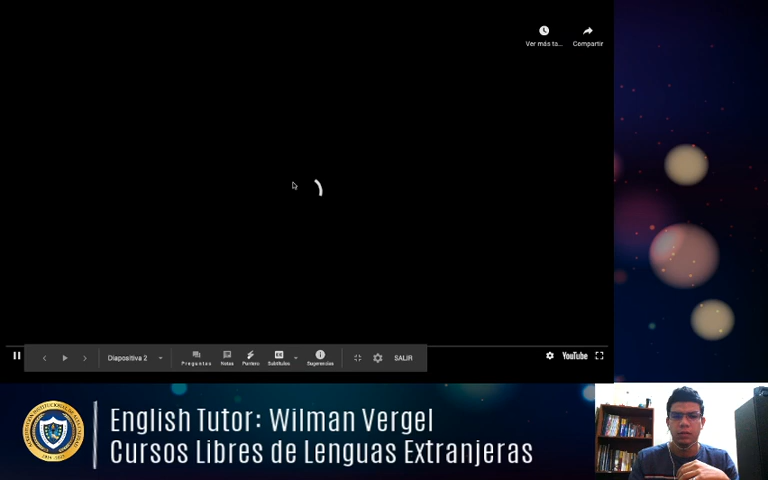 Ver más ta...
Compartir
Diapositiva 2
Preguntas
Notas
Puntero
Subtítulos
Sugerencias
SALIR
YouTube
English Tutor: Wilman Vergel
Cursos Libres de Lenguas Extranjeras